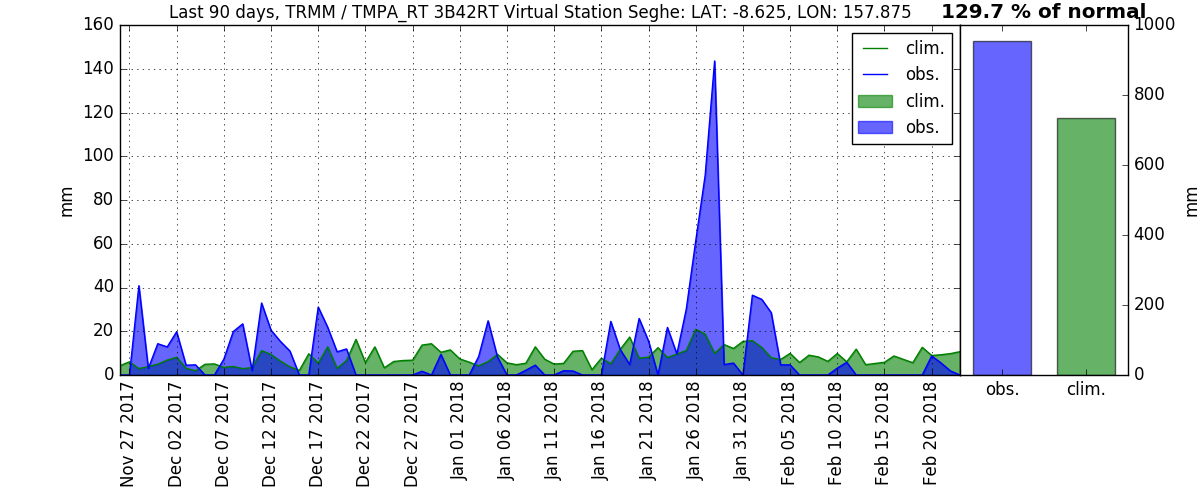 Last 90 days, TRMM / TMPA_RT 3B42RT Virtual Station Seghe: LAT: -8.625, LON: 157.875
129.7 % of normal
160
140
120
100
80
60
40
20
0
mm
clim.
obs.
clim.
obs.
Nov 27 2017
Dec 02 2017
Dec 07 2017
Dec 12 2017
Dec 17 2017
Dec 22 2017
Dec 27 2017
Jan 01 2018
Jan 06 2018
Jan 11 2018
Jan 16 2018
Jan 21 2018
Jan 26 2018
Jan 31 2018
Feb 05 2018
Feb 10 2018
Feb 15 2018
Feb 20 2018
1000
800
600
400
200
0
mm
obs.
clim.